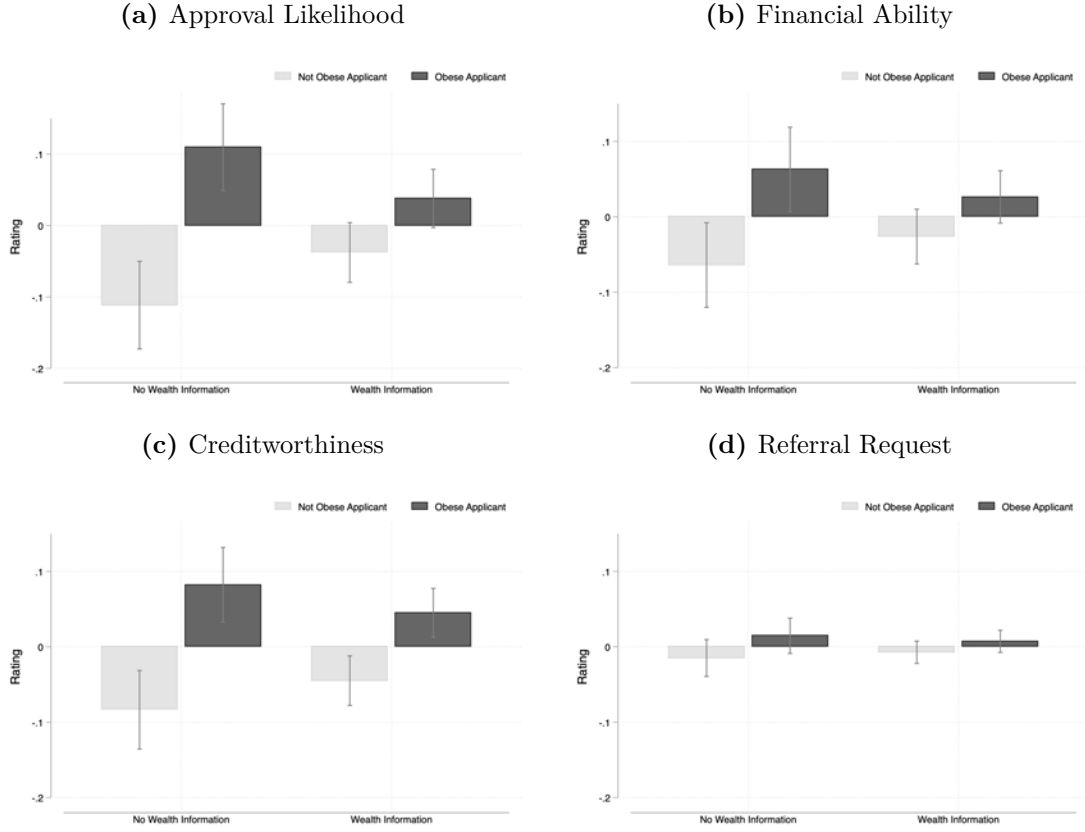 (a) Approval Likelihood
Not Obese Applicant Obese Applicant
.1
0
-.1
-.2
Rating
No Wealth Information Wealth Information
(b) Financial Ability
Not Obese Applicant Obese Applicant
.1
0
-.1
-.2
Rating
No Wealth Information Wealth Information
(c) Creditworthiness
Not Obese Applicant Obese Applicant
.1
0
-.1
-.2
Rating
No Wealth Information Wealth Information
(d) Referral Request
Not Obese Applicant Obese Applicant
.1
0
-.1
-.2
Rating
No Wealth Information Wealth Information